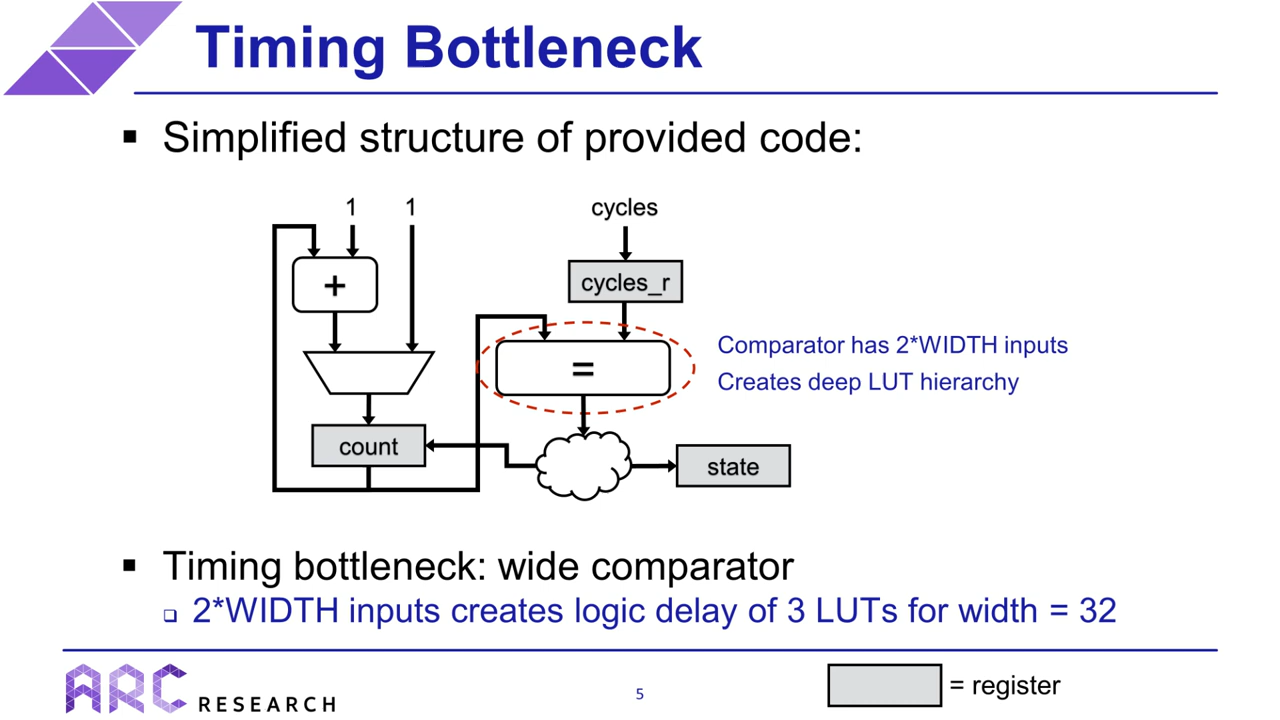 Timing Bottleneck
▪ Simplified structure of provided code:
1 1 cycles
+ cycles_r
=
Comparator has 2*WIDTH inputs
Creates deep LUT hierarchy
count
state
▪ Timing bottleneck: wide comparator
❑ 2*WIDTH inputs creates logic delay of 3 LUTs for width = 32
ARC RESEARCH
5
= register